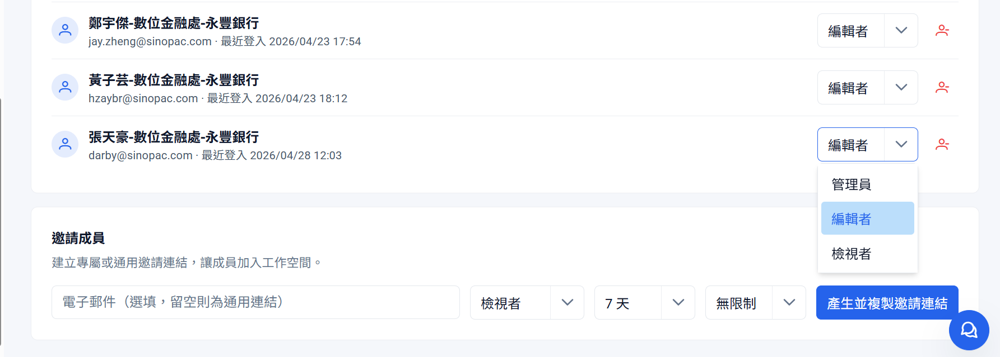 鄭宇傑-數位金融處-永豐銀行
jay.zheng@sinopac.com · 最近登入 2026/04/23 17:54
編輯者
黃子芸-數位金融處-永豐銀行
hzaybr@sinopac.com · 最近登入 2026/04/23 18:12
編輯者
張天豪-數位金融處-永豐銀行
darby@sinopac.com · 最近登入 2026/04/28 12:03
編輯者
管理員
編輯者
檢視者
邀請成員
建立專屬或通用邀請連結，讓成員加入工作空間。
電子郵件（選填，留空則為通用連結）
檢視者
7 天
無限制
產生並複製邀請連結